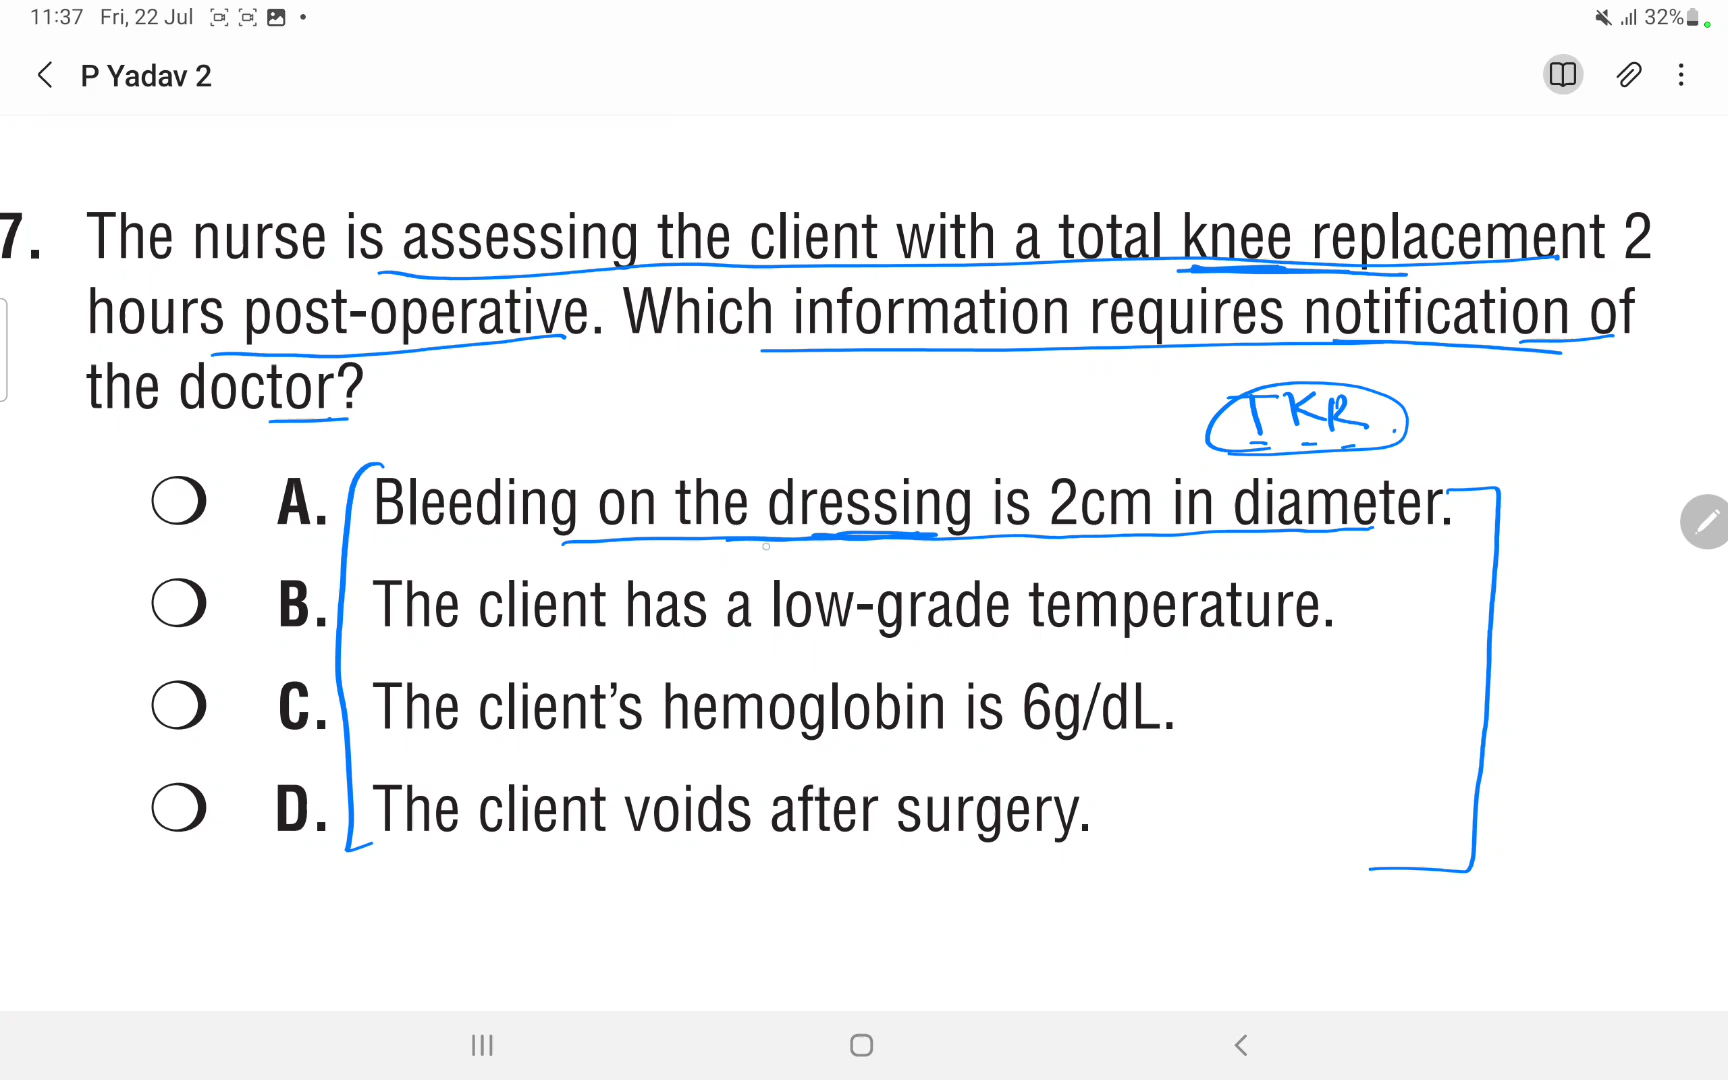 11:37 Fri, 22 Jul
32%
P Yadav 2
7. The nurse is assessing the client with a total knee replacement 2
hours post-operative. Which information requires notification of
the doctor?
TKR.
A. Bleeding on the dressing is 2cm in diameter.
B. The client has a low-grade temperature.
C. The client’s hemoglobin is 6g/dL.
D. The client voids after surgery.